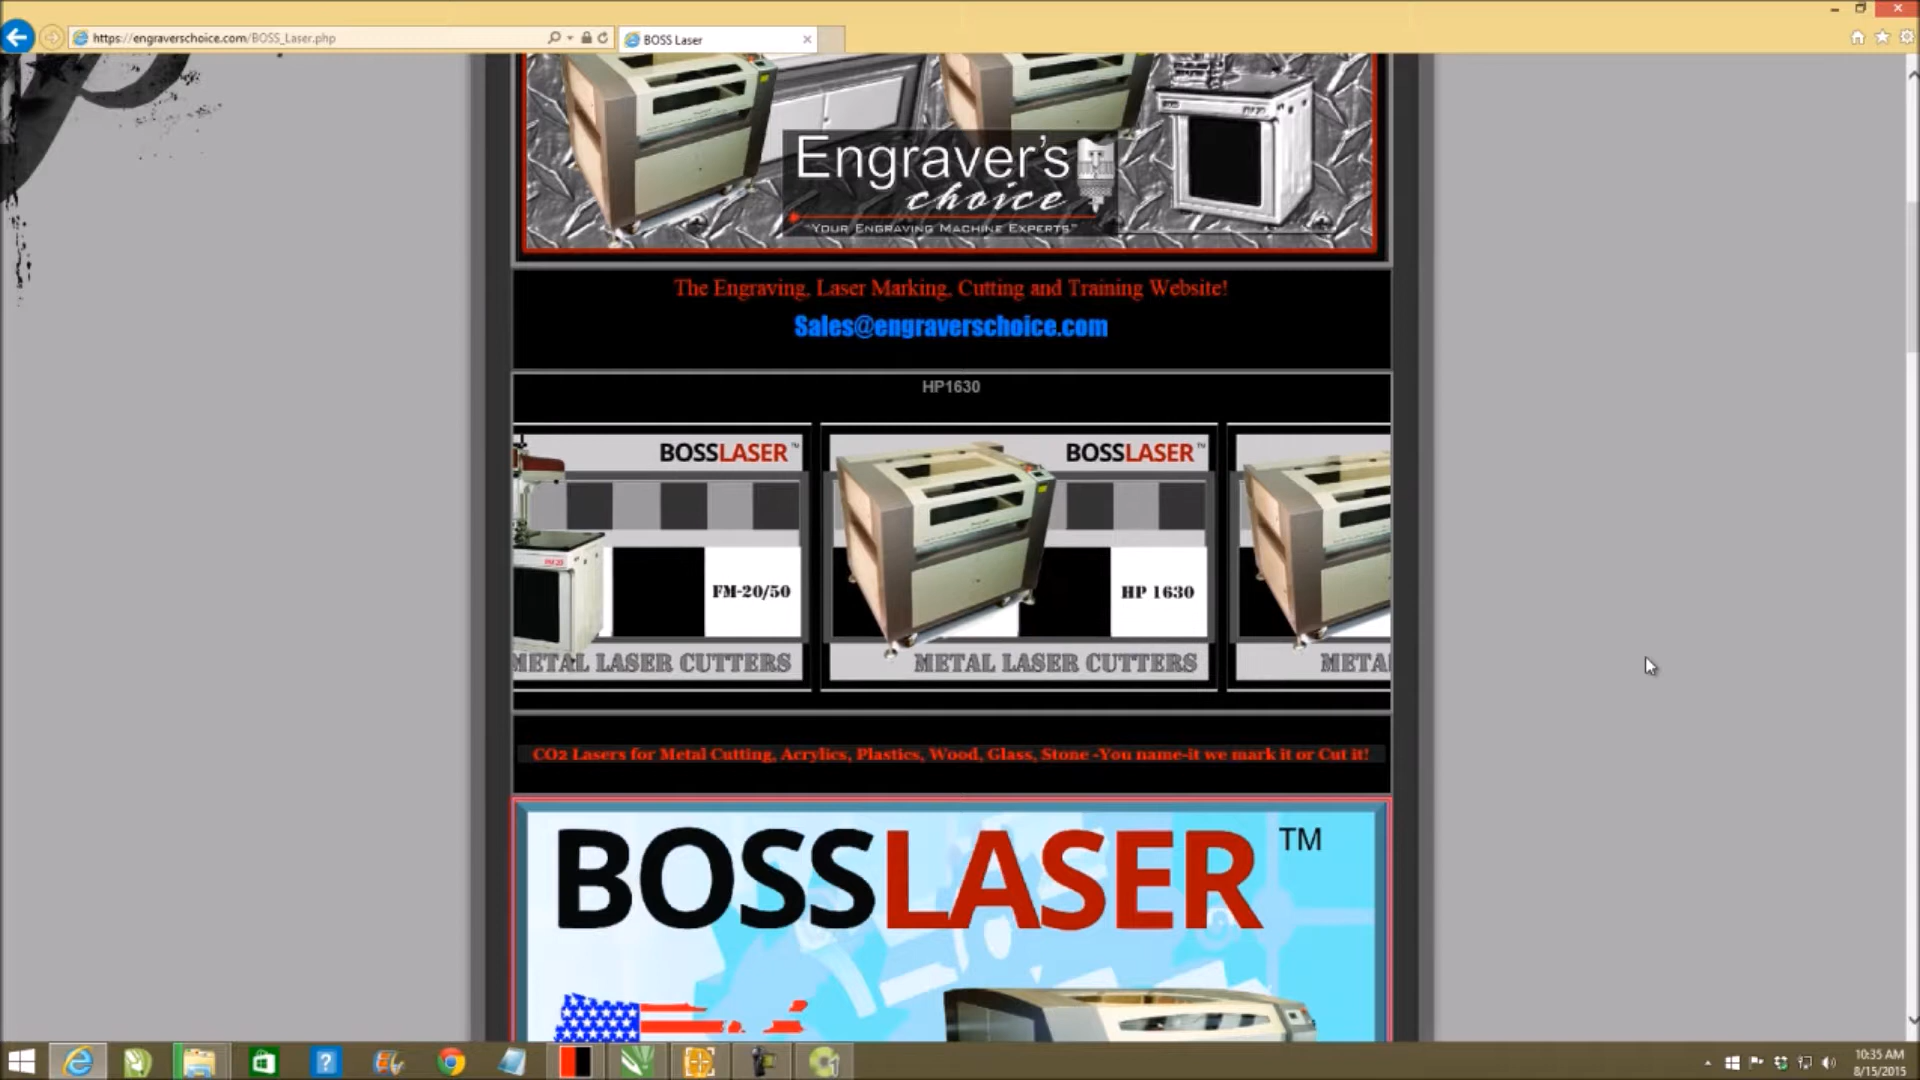 https://engraverschoice.com/BOSS_Laser.php
BOSS Laser
Engraver's
choice
"YOUR ENGRAVING MACHINE EXPERTS"
The Engraving, Laser Marking, Cutting and Training Website!
Sales@engraverschoice.com
HP1630
BOSSLASER™
FM-20/50
METAL LASER CUTTERS
BOSSLASER™
HP 1630
METAL LASER CUTTERS
META
CO2 Lasers for Metal Cutting, Acrylics, Plastics, Wood, Glass, Stone -You name-it we mark it or Cut it!
BOSSLASER TM
10:35 AM
8/15/2015